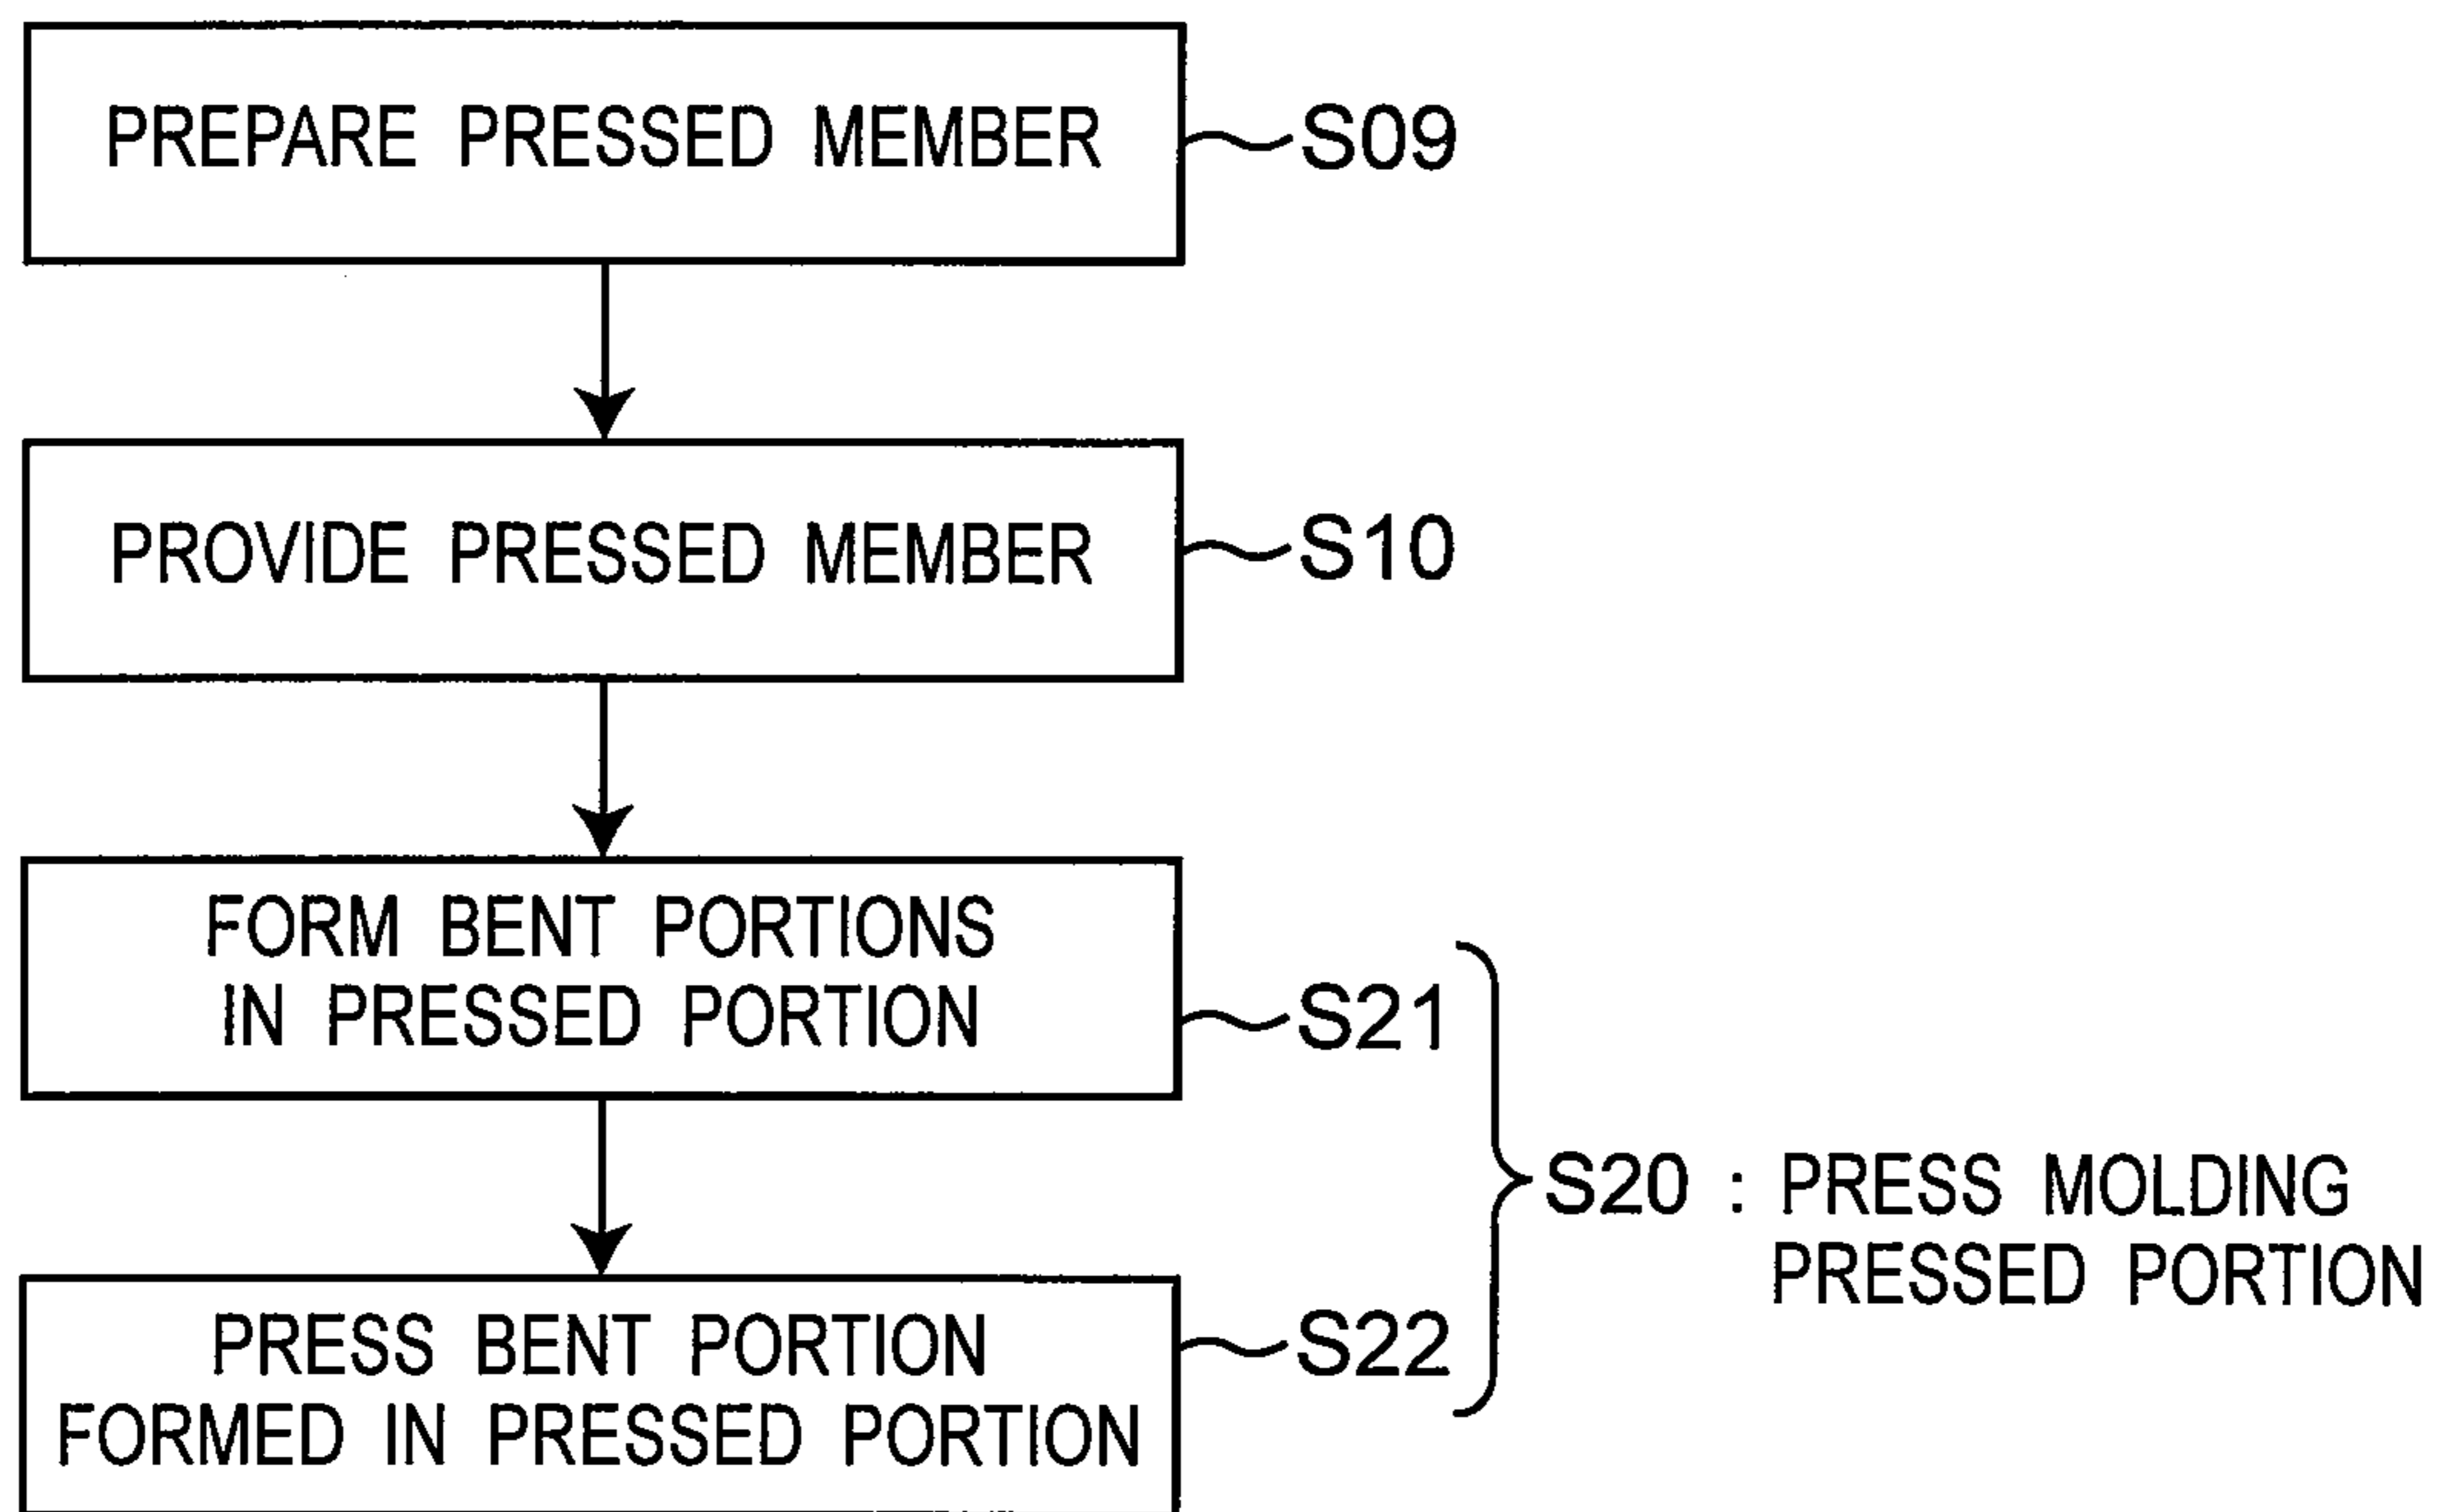 PREPARE PRESSED MEMBER
S09
PROVIDE PRESSED MEMBER
S10
FORM BENT PORTIONS
IN PRESSED PORTION
S21
PRESS BENT PORTION
FORMED IN PRESSED PORTION
S22
S20 : PRESS MOLDING
PRESSED PORTION